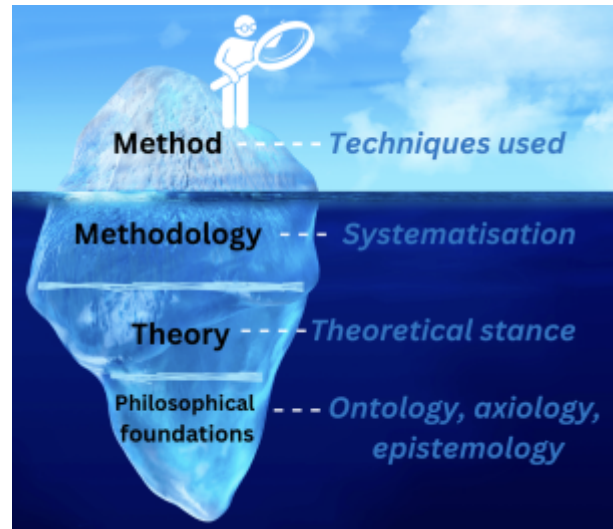 Method
Techniques used
Methodology
Systematisation
Theory
Theoretical stance
Philosophical
foundations
Ontology, axiology,
epistemology